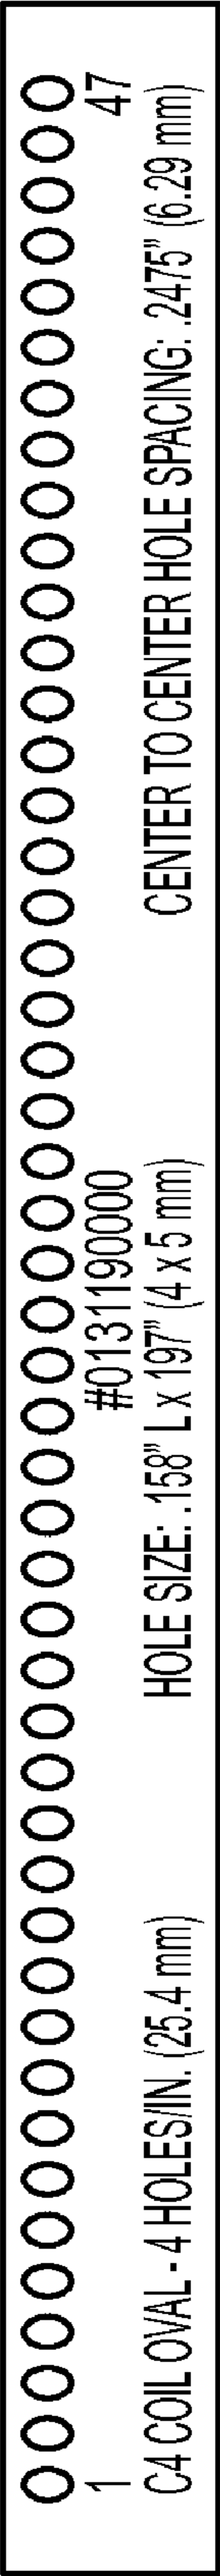 1 #0131190000 47
C4 COIL OVAL - 4 HOLES/IN. (25.4 mm) HOLE SIZE: .158” L x .197” (4 x 5 mm) CENTER TO CENTER HOLE SPACING: .2475” (6.29 mm)